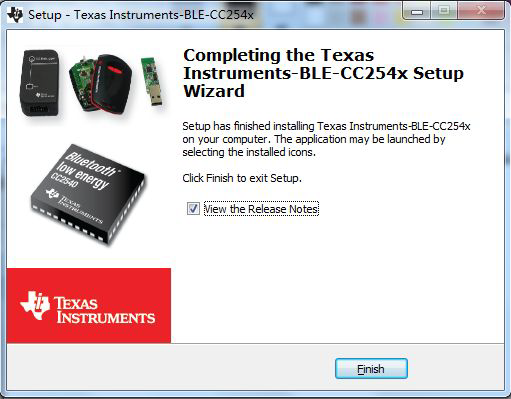 Setup - Texas Instruments-BLE-CC254x
Completing the Texas
Instruments-BLE-CC254x Setup
Wizard
Setup has finished installing Texas Instruments-BLE-CC254x
on your computer. The application may be launched by
selecting the installed icons.
Click Finish to exit Setup.
View the Release Notes
Bluetooth®
low energy
CC2540
TEXAS
INSTRUMENTS
TEXAS
INSTRUMENTS
Finish